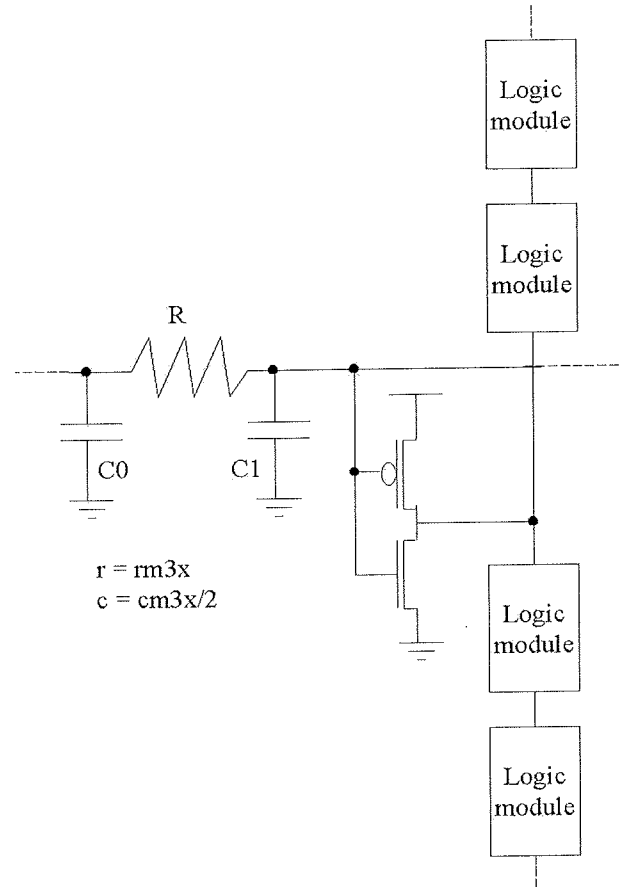 Logic
module
Logic
module
R
C0
C1
r = rm3x
c = cm3x/2
Logic
module
Logic
module